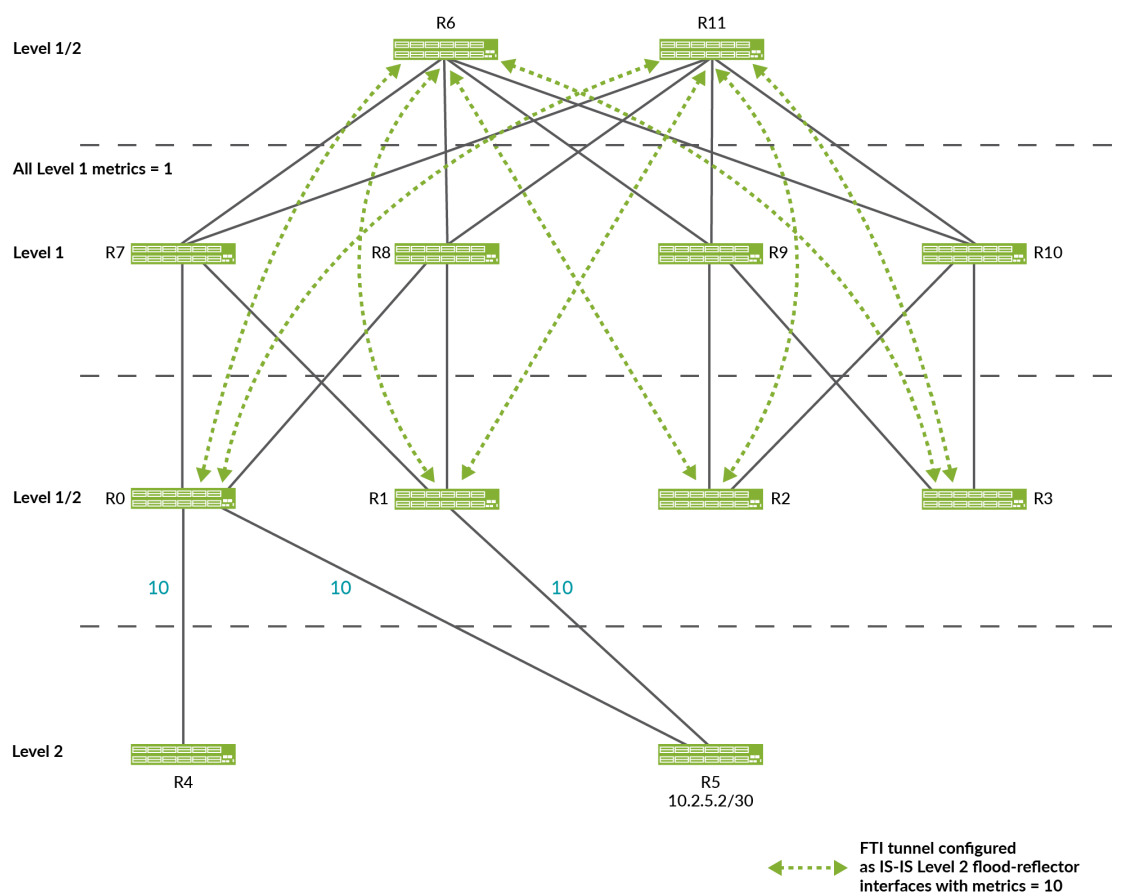 R6
R11
Level 1/2
All Level 1 metrics = 1
Level 1
R7
R8
R9
R10
Level 1/2
R0
R1
R2
R3
10
10
10
Level 2
R4
R5
10.2.5.2/30
FTI tunnel configured
as IS-IS Level 2 flood-reflector
interfaces with metrics = 10